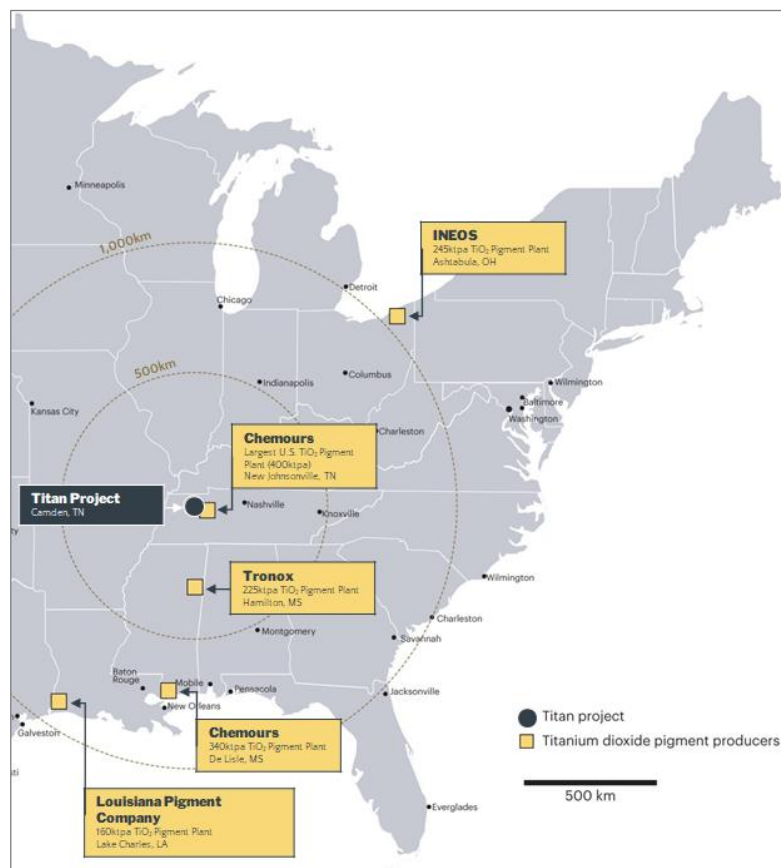 Minneapolis
1,000km
INEOS
245ktpa TiO₂ Pigment Plant
Ashtabula, OH
Detroit
Chicago
500km
Indianapolis
Columbus
Kansas City
Wilmington
Baltimore
Washington
Charleston
Chemours
Largest U.S. TiO₂ Pigment
Plant (400ktpa)
New Johnsonville, TN
Titan Project
Camden, TN
Nashville
Knoxville
Tronox
225ktpa TiO₂ Pigment Plant
Hamilton, MS
Wilmington
Charleston
Montgomery
Savannah
Baton
Rouge
Mobile
Pensacola
Jacksonville
New Orleans
Galveston
Chemours
340ktpa TiO₂ Pigment Plant
De Lisle, MS
Titan project
Titanium dioxide pigment producers
500 km
Louisiana Pigment
Company
160ktpa TiO₂ Pigment Plant
Lake Charles, LA
Everglades